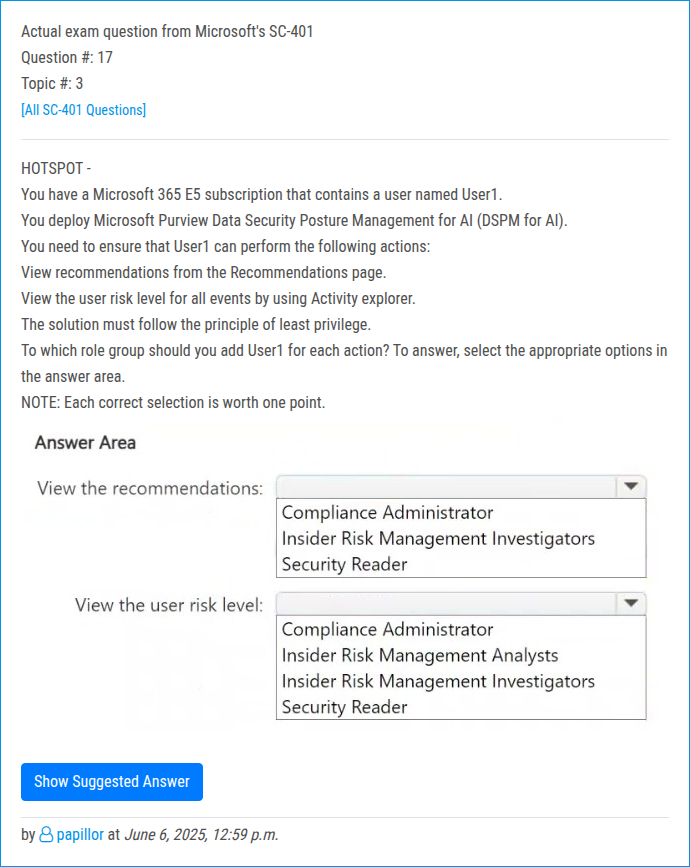 Actual exam question from Microsoft's SC-401
Question #: 17
Topic #: 3
[All SC-401 Questions]
HOTSPOT -
You have a Microsoft 365 E5 subscription that contains a user named User1.
You deploy Microsoft Purview Data Security Posture Management for AI (DSPM for AI).
You need to ensure that User1 can perform the following actions:
View recommendations from the Recommendations page.
View the user risk level for all events by using Activity explorer.
The solution must follow the principle of least privilege.
To which role group should you add User1 for each action? To answer, select the appropriate options in
the answer area.
NOTE: Each correct selection is worth one point.
Answer Area
View the recommendations:
Compliance Administrator
Insider Risk Management Investigators
Security Reader
View the user risk level:
Compliance Administrator
Insider Risk Management Analysts
Insider Risk Management Investigators
Security Reader
Show Suggested Answer
by papillor at June 6, 2025, 12:59 p.m.